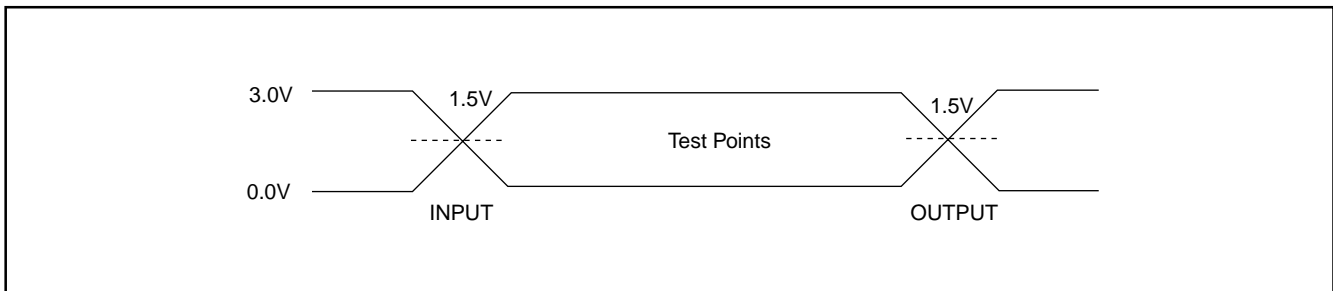 3.0V
1.5V
1.5V
Test Points
0.0V
INPUT
OUTPUT